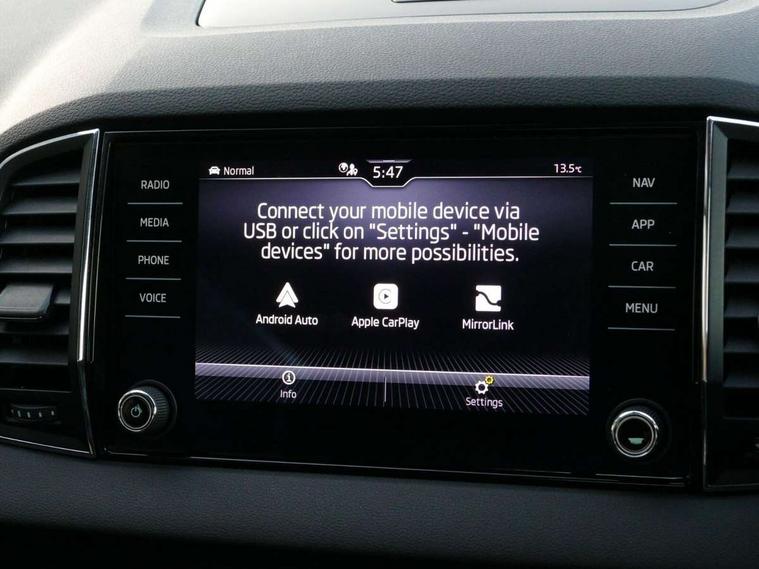 Normal
5:47
13.5°C
RADIO
MEDIA
PHONE
VOICE
NAV
APP
CAR
MENU
Connect your mobile device via
USB or click on "Settings" - "Mobile
devices" for more possibilities.
Android Auto
Apple CarPlay
MirrorLink
Info
Settings